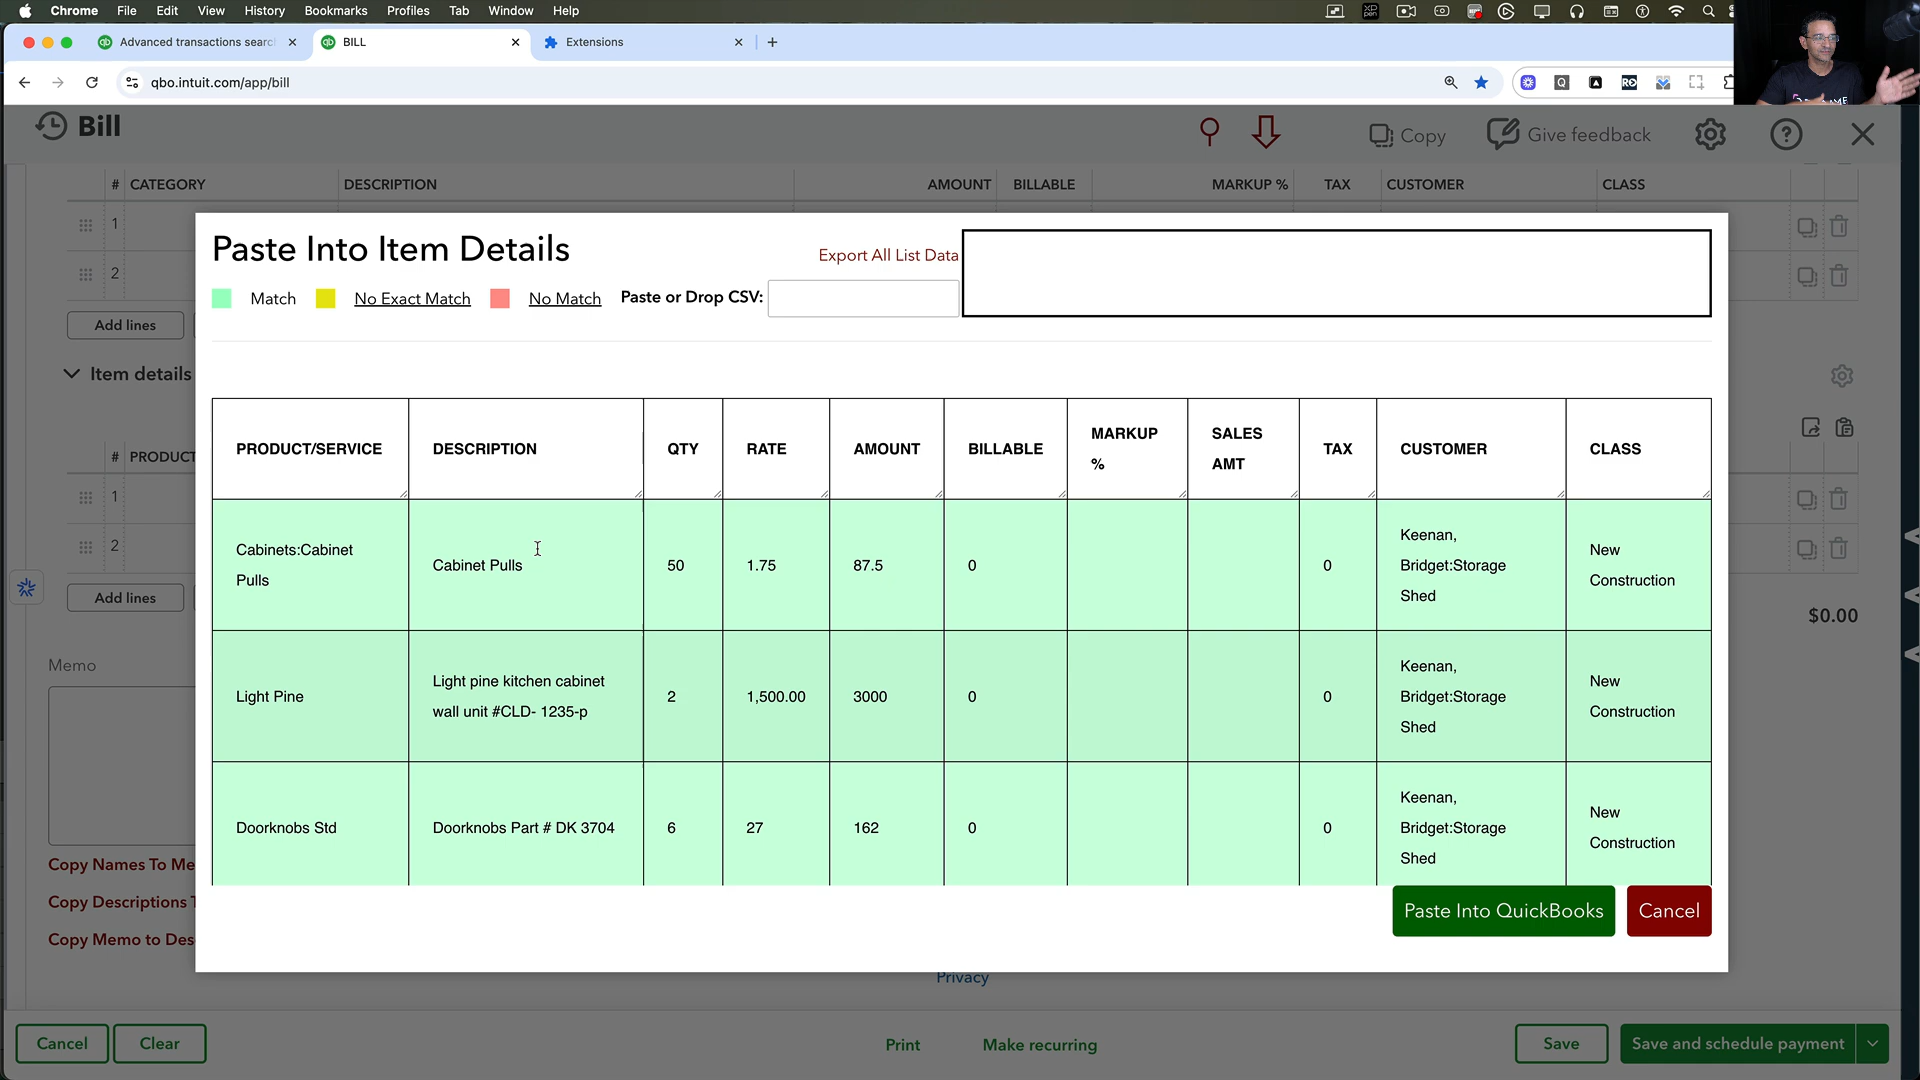 Chrome File Edit View History Bookmarks Profiles Tab Window Help
Advanced transactions searc
BILL
Extensions
qbo.intuit.com/app/bill
Bill
Copy
Give feedback
# CATEGORY DESCRIPTION AMOUNT BILLABLE MARKUP % TAX CUSTOMER CLASS
1
2
Add lines
Item details
# PRODUCT
1
2
Add lines
$0.00
Memo
Copy Names To Me
Copy Descriptions T
Copy Memo to Des
Paste Into Item Details
Export All List Data
Match
No Exact Match
No Match
Paste or Drop CSV:
PRODUCT/SERVICE DESCRIPTION QTY RATE AMOUNT BILLABLE MARKUP % SALES AMT TAX CUSTOMER CLASS
Cabinets:Cabinet Pulls Cabinet Pulls 50 1.75 87.5 0 0 Keenan, Bridget:Storage Shed New Construction
Light Pine Light pine kitchen cabinet wall unit #CLD- 1235-p 2 1,500.00 3000 0 0 Keenan, Bridget:Storage Shed New Construction
Doorknobs Std Doorknobs Part # DK 3704 6 27 162 0 0 Keenan, Bridget:Storage Shed New Construction
Paste Into QuickBooks
Cancel
Privacy
Cancel
Clear
Print
Make recurring
Save
Save and schedule payment